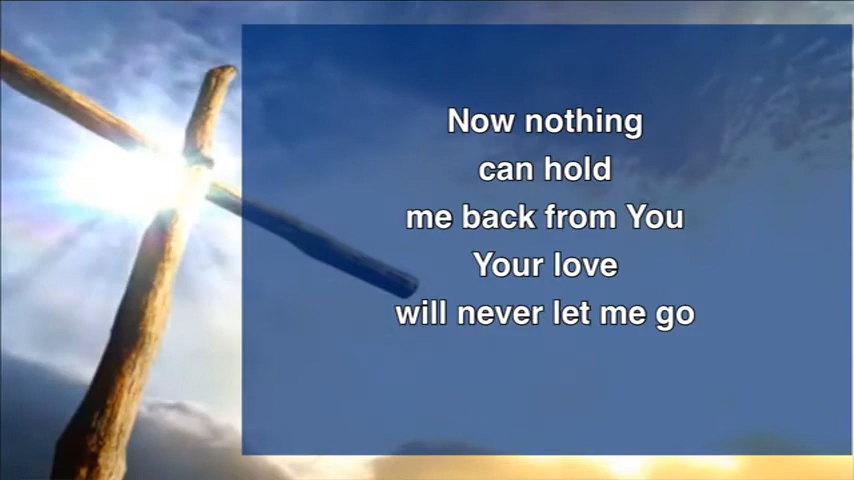 Now nothing
can hold
me back from You
Your love
will never let me go